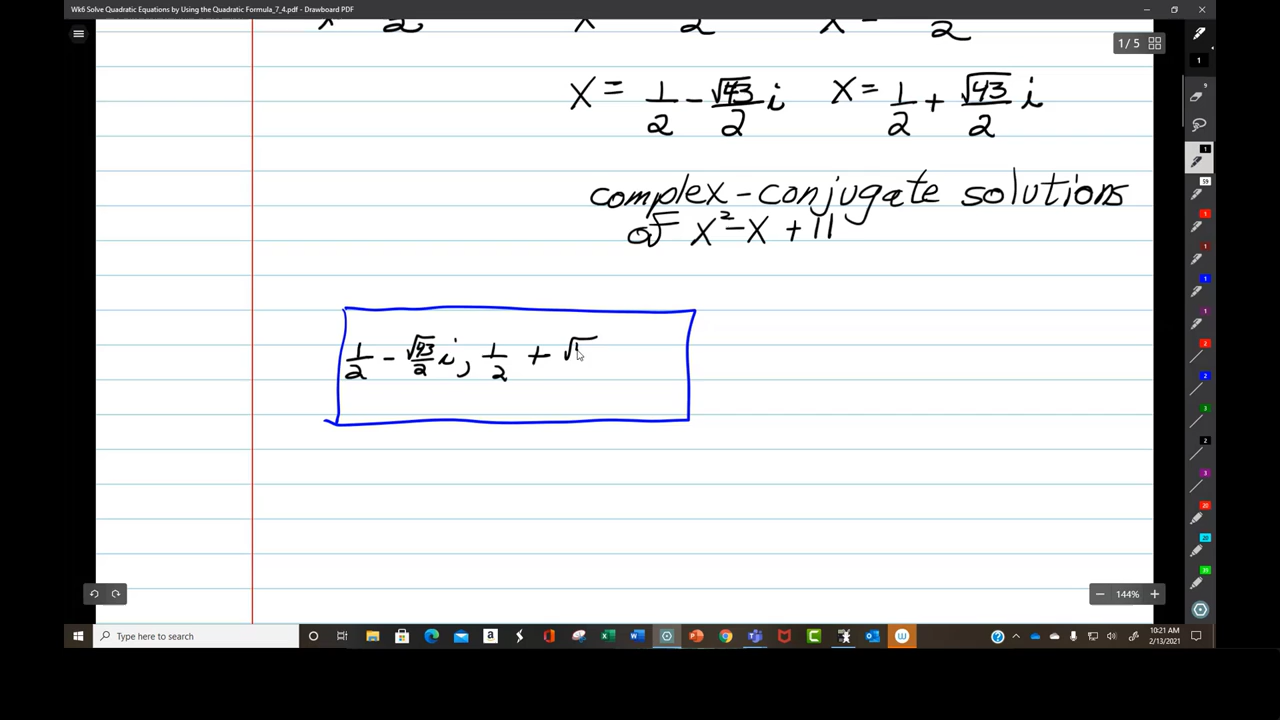 Wk6 Solve Quadratic Equations by Using the Quadratic Formula_7_4.pdf - Drawboard PDF
1/5
x = 1/2 - √43/2 i   x = 1/2 + √43/2 i
complex-conjugate solutions
of x² - x + 11
1/2 - √43/2 i, 1/2 + √
144%
Type here to search
10:21 AM
2/13/2021